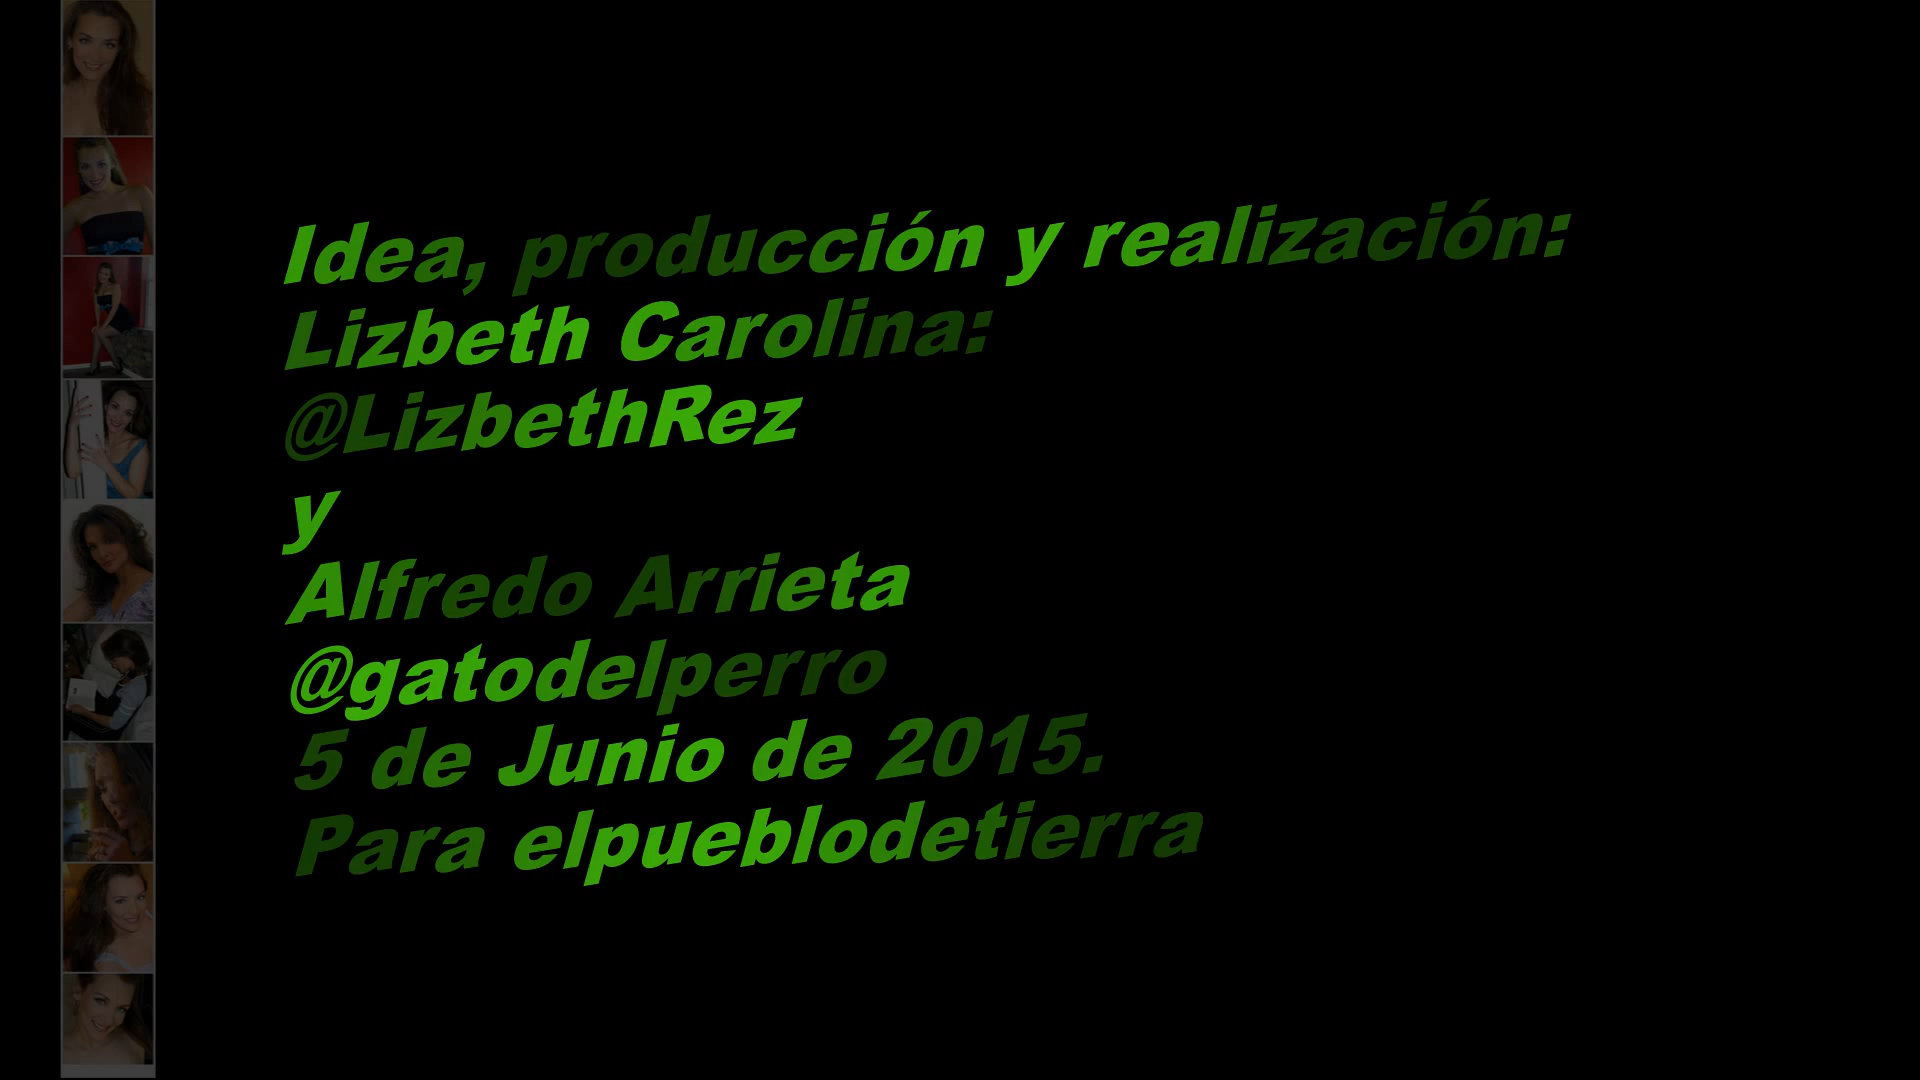 Idea, producción y realización:
Lizbeth Carolina:
@LizbethRez
y
Alfredo Arrieta
@gatodelperro
5 de Junio de 2015.
Para elpueblodetierra